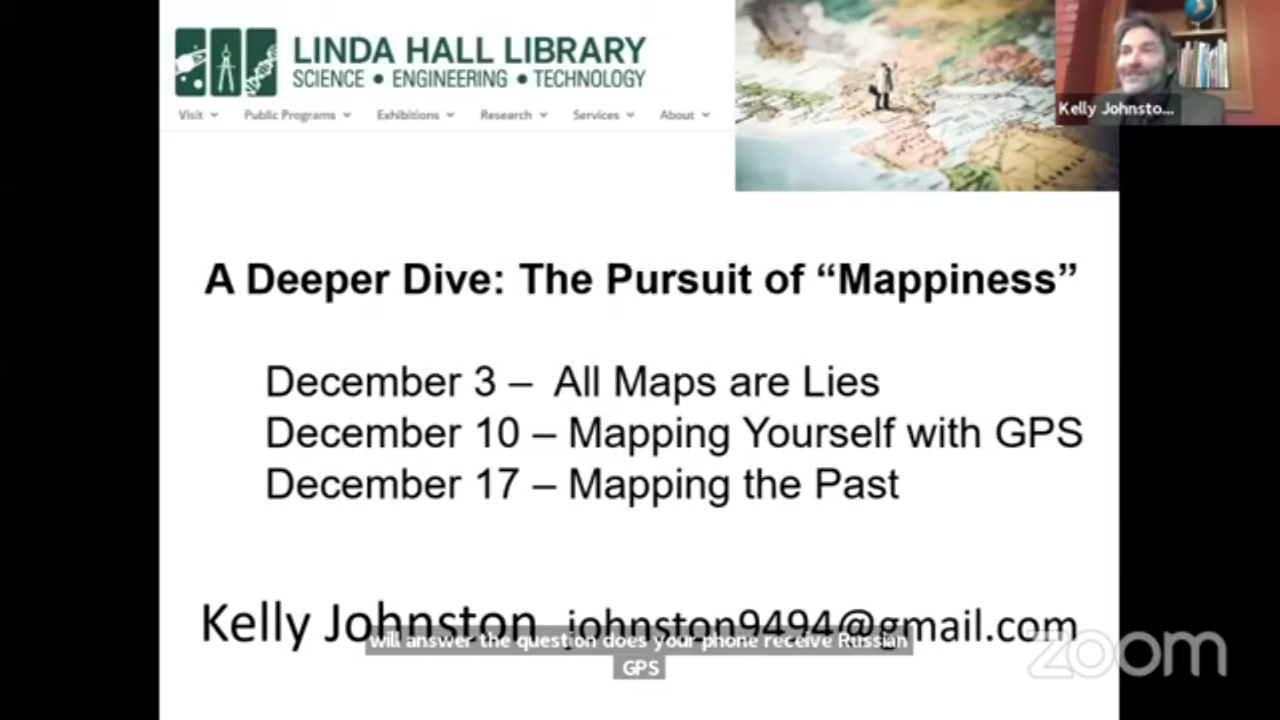 LINDA HALL LIBRARY
SCIENCE • ENGINEERING • TECHNOLOGY
Visit Public Programs Exhibitions Research Services About
Kelly Johnsto...
A Deeper Dive: The Pursuit of “Mappiness”
December 3 – All Maps are Lies
December 10 – Mapping Yourself with GPS
December 17 – Mapping the Past
Kelly Johnston johnston9494@gmail.com
will answer the question does your phone receive Russian
GPS
zoom